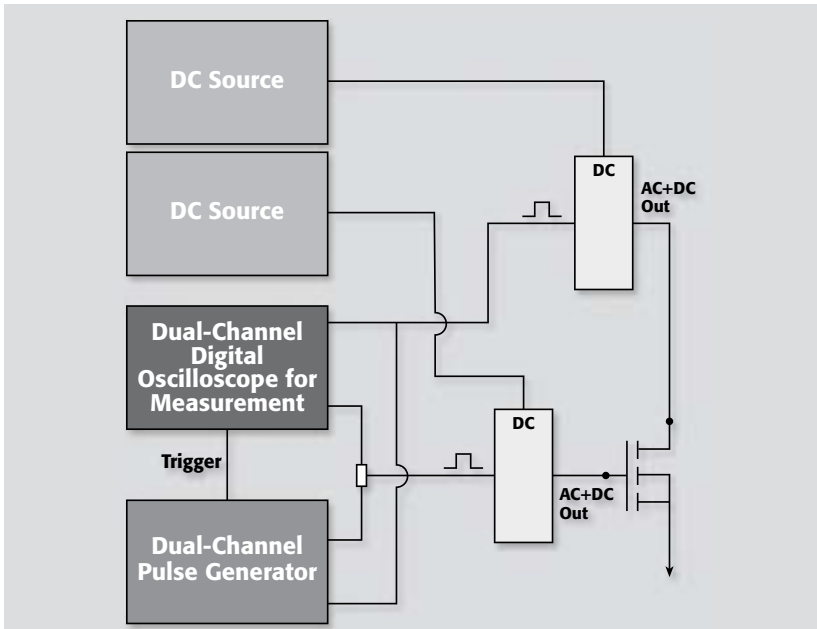 DC Source
DC Source
DC
AC+DC
Out
Dual-Channel
Digital
Oscilloscope for
Measurement
DC
Trigger
AC+DC
Out
Dual-Channel
Pulse Generator